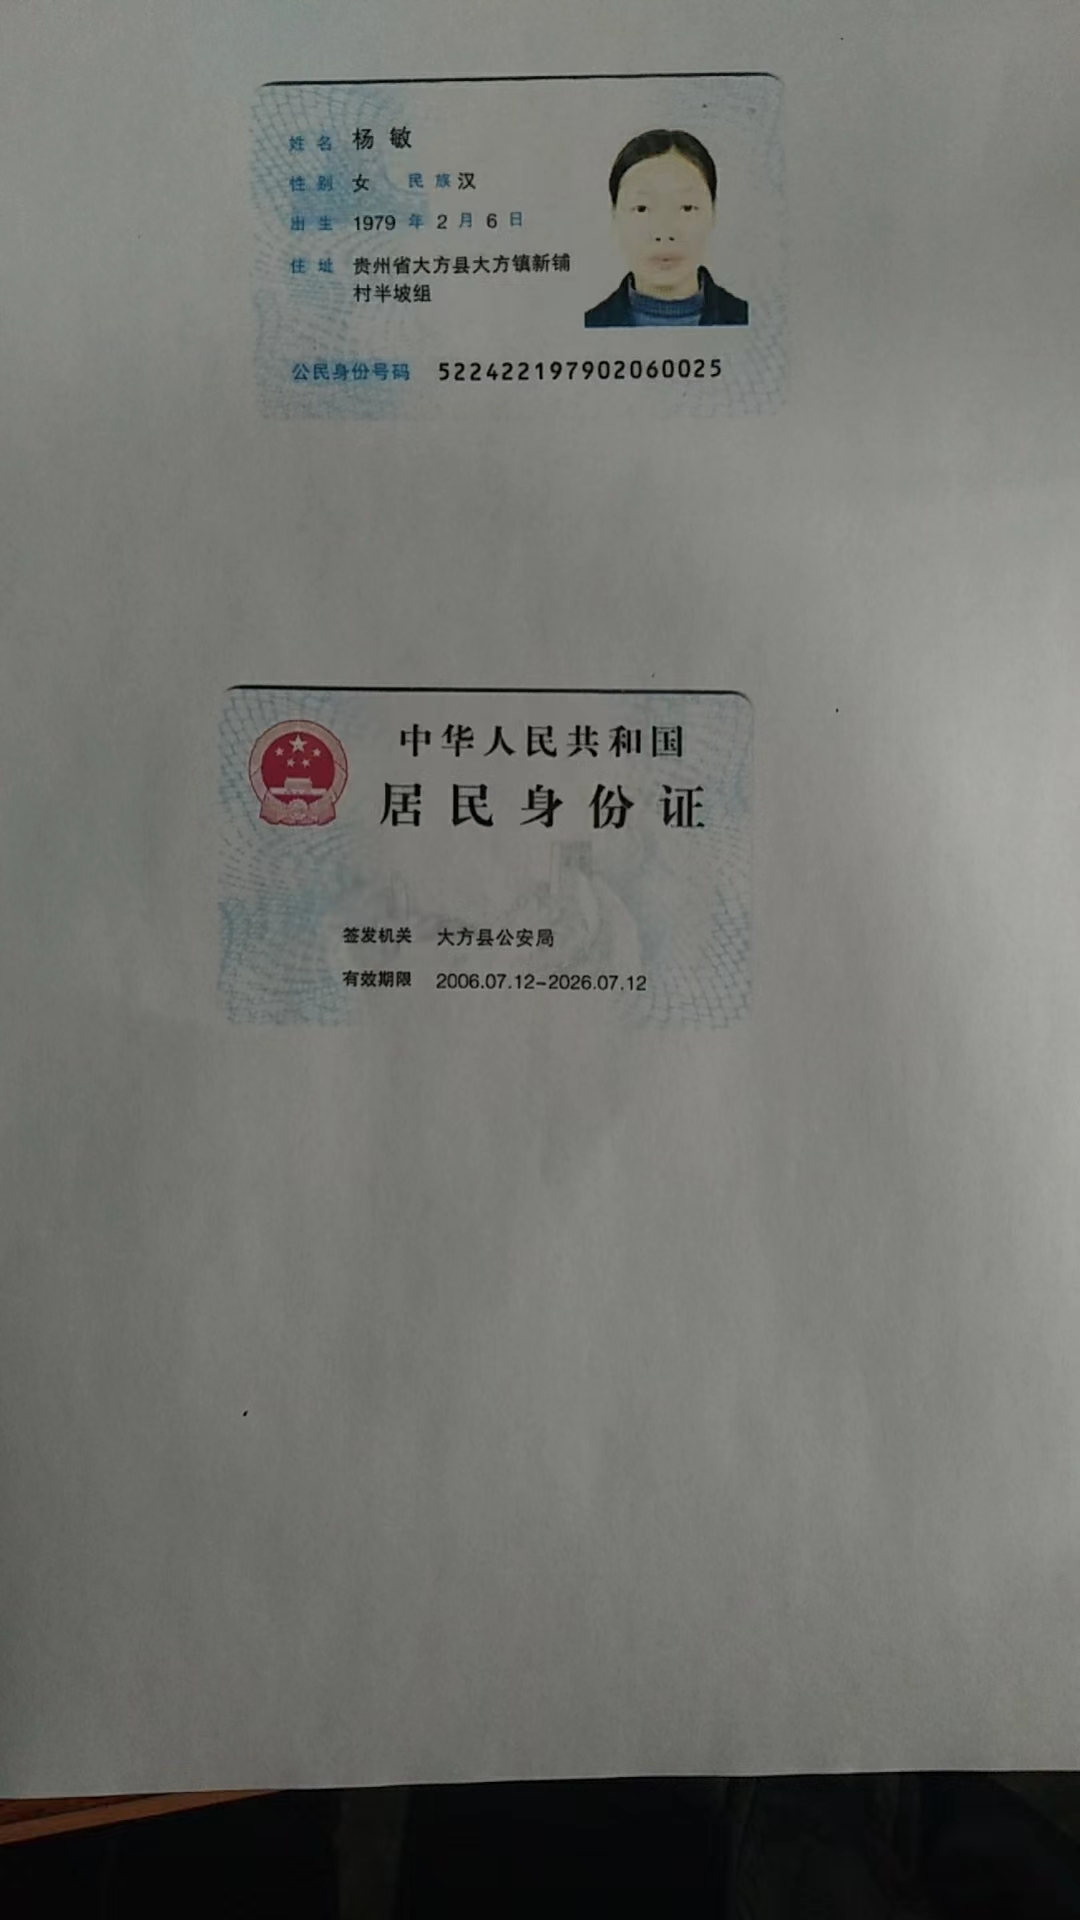 姓名 杨敏
性别 女 民族 汉
出生 1979 年 2 月 6 日
住址 贵州省大方县大方镇新铺
村半坡组
公民身份号码 522422197902060025
中华人民共和国
居民身份证
签发机关 大方县公安局
有效期限 2006.07.12-2026.07.12